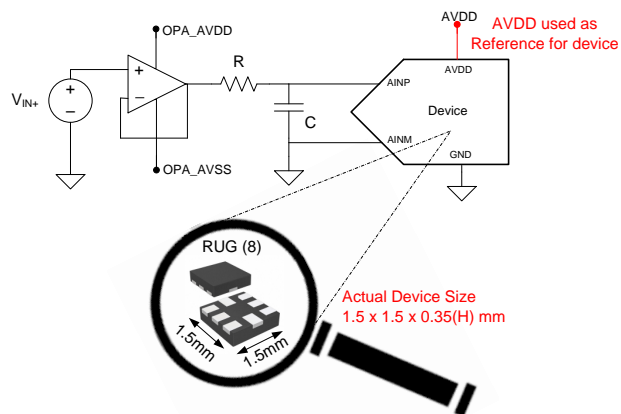 OPA_AVDD
AVDD
AVDD used as
Reference for device
R
+
+
VIN+
−
−
AINP
AVDD
Device
C
AINM
GND
OPA_AVSS
RUG (8)
1.5mm
1.5mm
Actual Device Size
1.5 x 1.5 x 0.35(H) mm